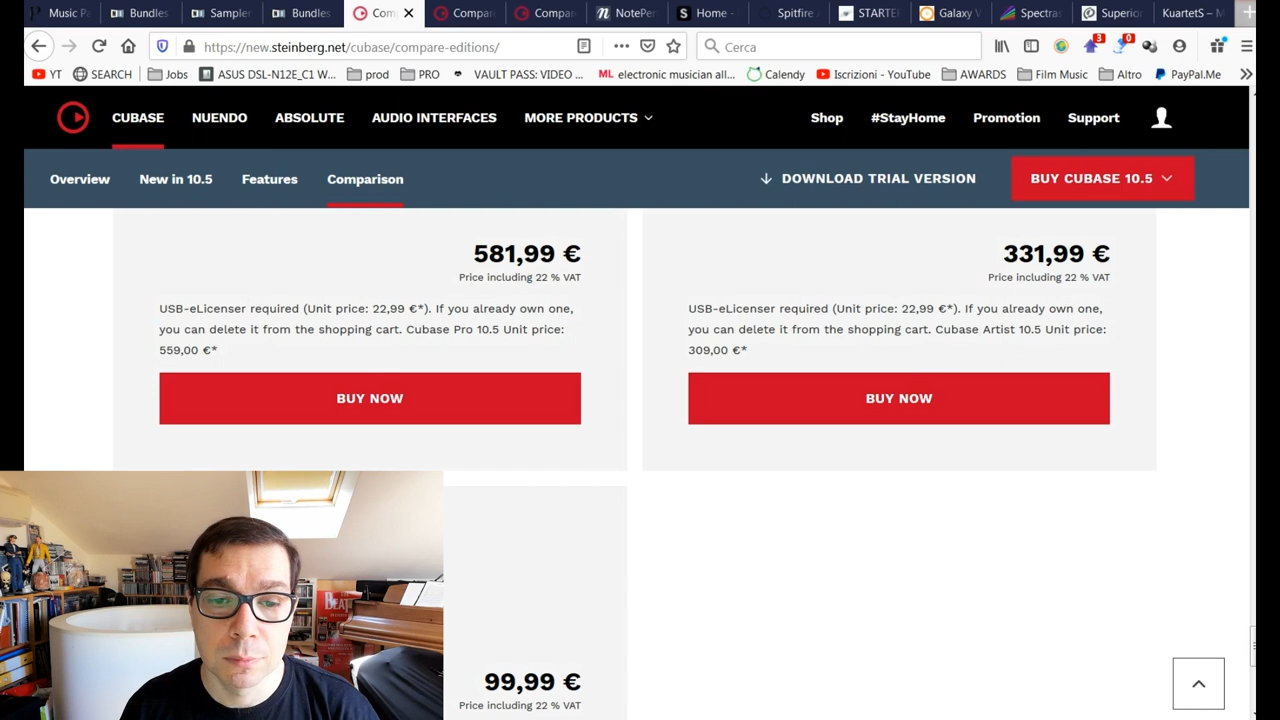 Music Pa
Bundles
Sampler
Bundles
Com
Compare
Compar
NotePer
Home -
Spitfire
STARTE
Galaxy V
Spectras
Superior
KuartetS – M
https://new.steinberg.net/cubase/compare-editions/
Cerca
3
0
YT
SEARCH
Jobs
ASUS DSL-N12E_C1 W...
prod
PRO
VAULT PASS: VIDEO ...
ML electronic musician all...
Calendy
Iscrizioni - YouTube
AWARDS
Film Music
Altro
PayPal.Me
CUBASE
NUENDO
ABSOLUTE
AUDIO INTERFACES
MORE PRODUCTS
Shop
#StayHome
Promotion
Support
Overview
New in 10.5
Features
Comparison
DOWNLOAD TRIAL VERSION
BUY CUBASE 10.5
581,99 €
Price including 22 % VAT
USB-eLicenser required (Unit price: 22,99 €*). If you already own one,
you can delete it from the shopping cart. Cubase Pro 10.5 Unit price:
559,00 €*
BUY NOW
331,99 €
Price including 22 % VAT
USB-eLicenser required (Unit price: 22,99 €*). If you already own one,
you can delete it from the shopping cart. Cubase Artist 10.5 Unit price:
309,00 €*
BUY NOW
99,99 €
Price including 22 % VAT